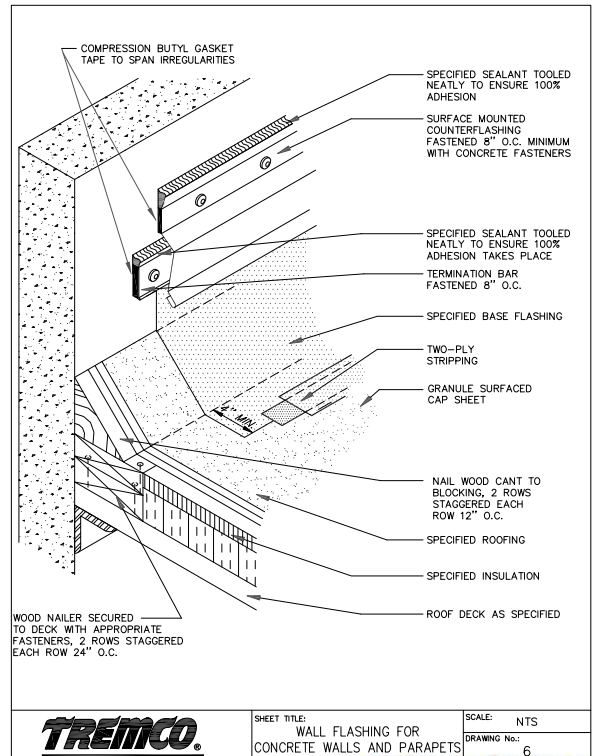 COMPRESSION BUTYL GASKET
TAPE TO SPAN IRREGULARITIES
SPECIFIED SEALANT TOOLED
NEATLY TO ENSURE 100%
ADHESION
SURFACE MOUNTED
COUNTERFLASHING
FASTENED 8" O.C. MINIMUM
WITH CONCRETE FASTENERS
SPECIFIED SEALANT TOOLED
NEATLY TO ENSURE 100%
ADHESION TAKES PLACE
TERMINATION BAR
FASTENED 8" O.C.
SPECIFIED BASE FLASHING
TWO-PLY
STRIPPING
GRANULE SURFACED
CAP SHEET
4" MIN.
NAIL WOOD CANT TO
BLOCKING, 2 ROWS
STAGGERED EACH
ROW 12" O.C.
SPECIFIED ROOFING
SPECIFIED INSULATION
ROOF DECK AS SPECIFIED
WOOD NAILER SECURED
TO DECK WITH APPROPRIATE
FASTENERS, 2 ROWS STAGGERED
EACH ROW 24" O.C.
TREMCO®
SHEET TITLE:
WALL FLASHING FOR
CONCRETE WALLS AND PARAPETS
SCALE: NTS
DRAWING No.:
6